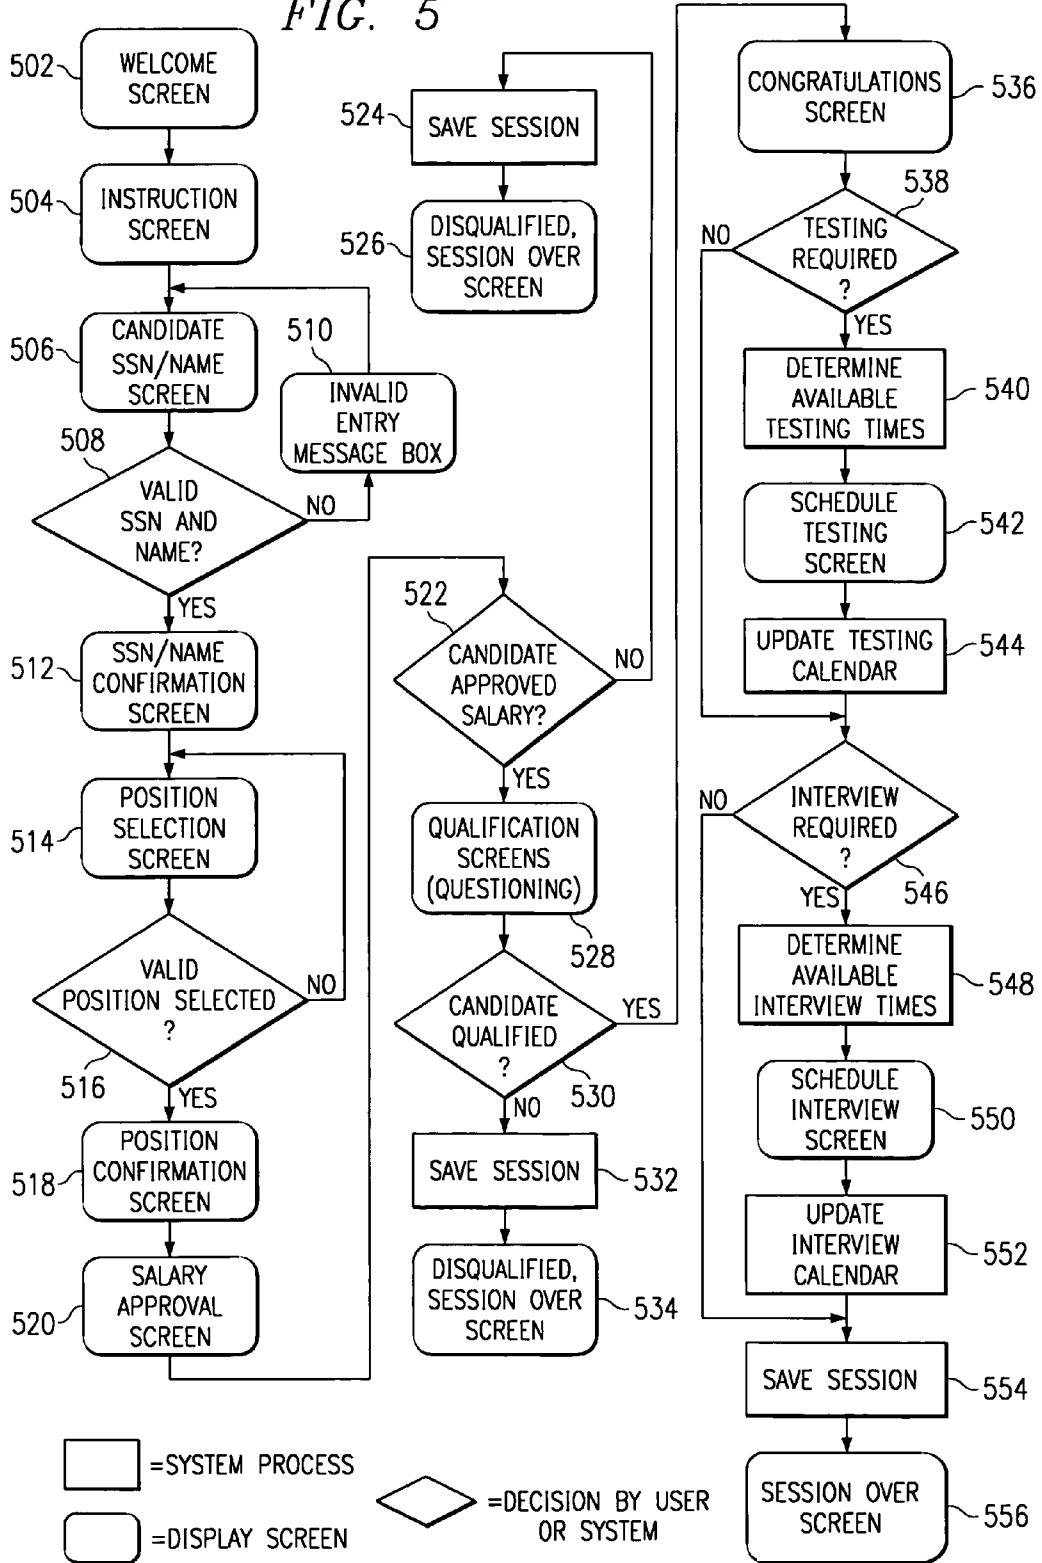 FIG. 5
502
WELCOME
SCREEN
504
INSTRUCTION
SCREEN
506
CANDIDATE
SSN/NAME
SCREEN
508
VALID
SSN AND
NAME?
NO
YES
510
INVALID
ENTRY
MESSAGE BOX
512
SSN/NAME
CONFIRMATION
SCREEN
514
POSITION
SELECTION
SCREEN
VALID
POSITION SELECTED
?
NO
516
YES
518
POSITION
CONFIRMATION
SCREEN
520
SALARY
APPROVAL
SCREEN
524
SAVE SESSION
526
DISQUALIFIED,
SESSION OVER
SCREEN
522
CANDIDATE
APPROVED
SALARY?
NO
YES
QUALIFICATION
SCREENS
(QUESTIONING)
528
CANDIDATE
QUALIFIED
?
YES
530
NO
SAVE SESSION
532
DISQUALIFIED,
SESSION OVER
SCREEN
534
CONGRATULATIONS
SCREEN
536
538
TESTING
REQUIRED
?
NO
YES
DETERMINE
AVAILABLE
TESTING TIMES
540
SCHEDULE
TESTING
SCREEN
542
UPDATE TESTING
CALENDAR
544
NO
INTERVIEW
REQUIRED
?
546
YES
DETERMINE
AVAILABLE
INTERVIEW TIMES
548
SCHEDULE
INTERVIEW
SCREEN
550
UPDATE
INTERVIEW
CALENDAR
552
SAVE SESSION
554
SESSION OVER
SCREEN
556
=SYSTEM PROCESS
=DISPLAY SCREEN
=DECISION BY USER
OR SYSTEM